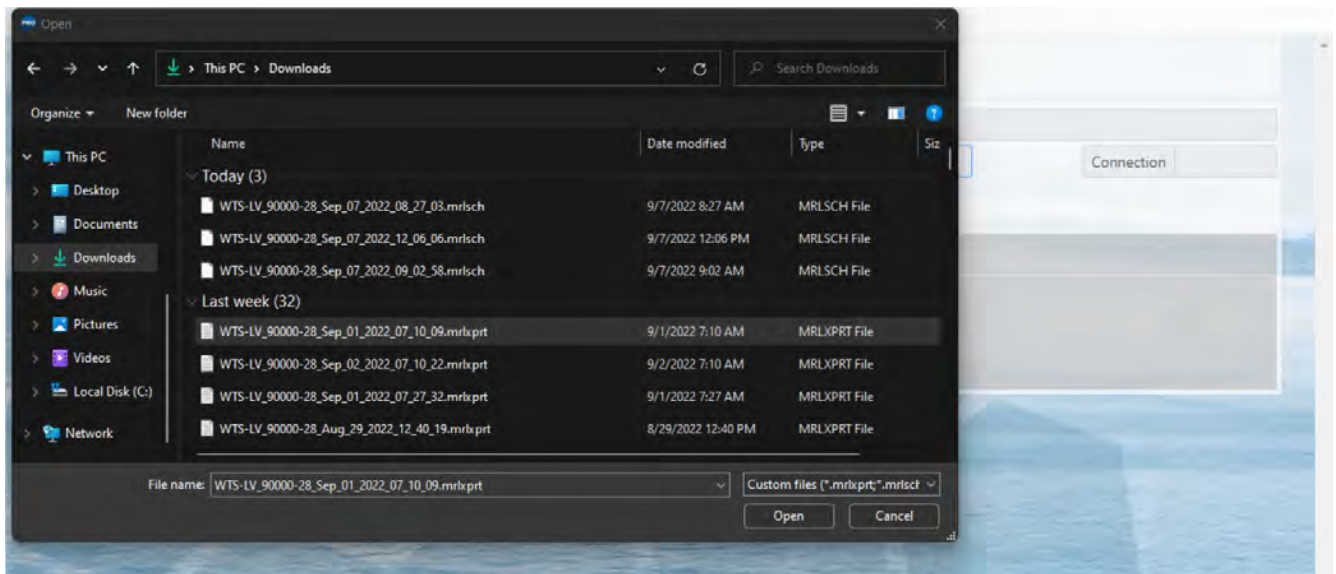 PRO Open
This PC > Downloads
Search Downloads
Organize New folder
Name Date modified Type Siz
This PC
Desktop
Documents
Downloads
Music
Pictures
Videos
Local Disk (C:)
Network
Today (3)
WTS-LV_90000-28_Sep_07_2022_08_27_03.mrlsch 9/7/2022 8:27 AM MRLSCH File
WTS-LV_90000-28_Sep_07_2022_12_06_06.mrlsch 9/7/2022 12:06 PM MRLSCH File
WTS-LV_90000-28_Sep_07_2022_09_02_58.mrlsch 9/7/2022 9:02 AM MRLSCH File
Last week (32)
WTS-LV_90000-28_Sep_01_2022_07_10_09.mrlxprt 9/1/2022 7:10 AM MRLXPRT File
WTS-LV_90000-28_Sep_02_2022_07_10_22.mrlxprt 9/2/2022 7:10 AM MRLXPRT File
WTS-LV_90000-28_Sep_01_2022_07_27_32.mrlxprt 9/1/2022 7:27 AM MRLXPRT File
WTS-LV_90000-28_Aug_29_2022_12_40_19.mrlxprt 8/29/2022 12:40 PM MRLXPRT File
File name: WTS-LV_90000-28_Sep_01_2022_07_10_09.mrlxprt Custom files (*.mrlxprt;*.mrlsch
Open Cancel
Connection